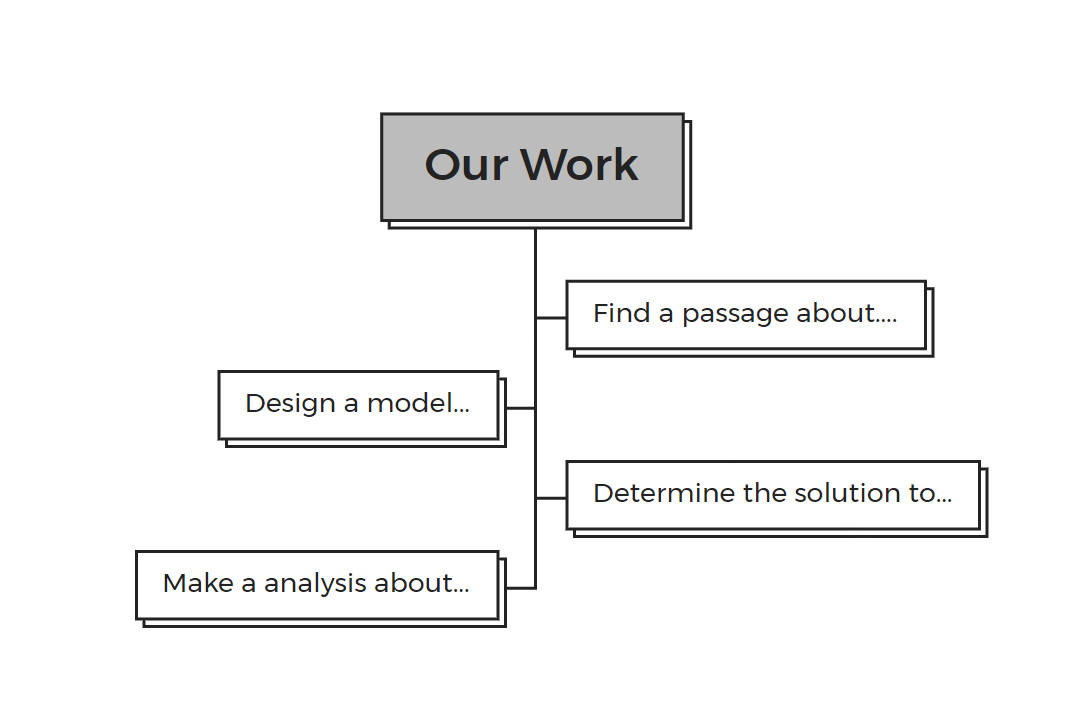 Our Work
Find a passage about....
Design a model...
Determine the solution to...
Make a analysis about...